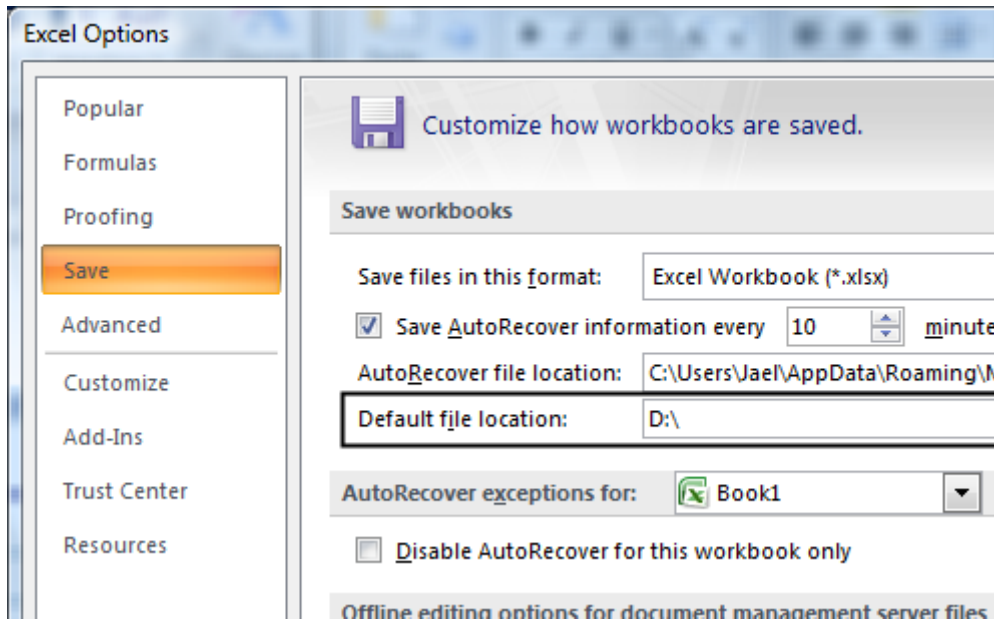 Excel Options
Popular
Formulas
Proofing
Save
Advanced
Customize
Add-Ins
Trust Center
Resources
Customize how workbooks are saved.
Save workbooks
Save files in this format: Excel Workbook (*.xlsx)
Save AutoRecover information every 10 minute
AutoRecover file location: C:\Users\Jael\AppData\Roaming\M
Default file location: D:\
AutoRecover exceptions for: Book1
Disable AutoRecover for this workbook only
Offline editing options for document management server files